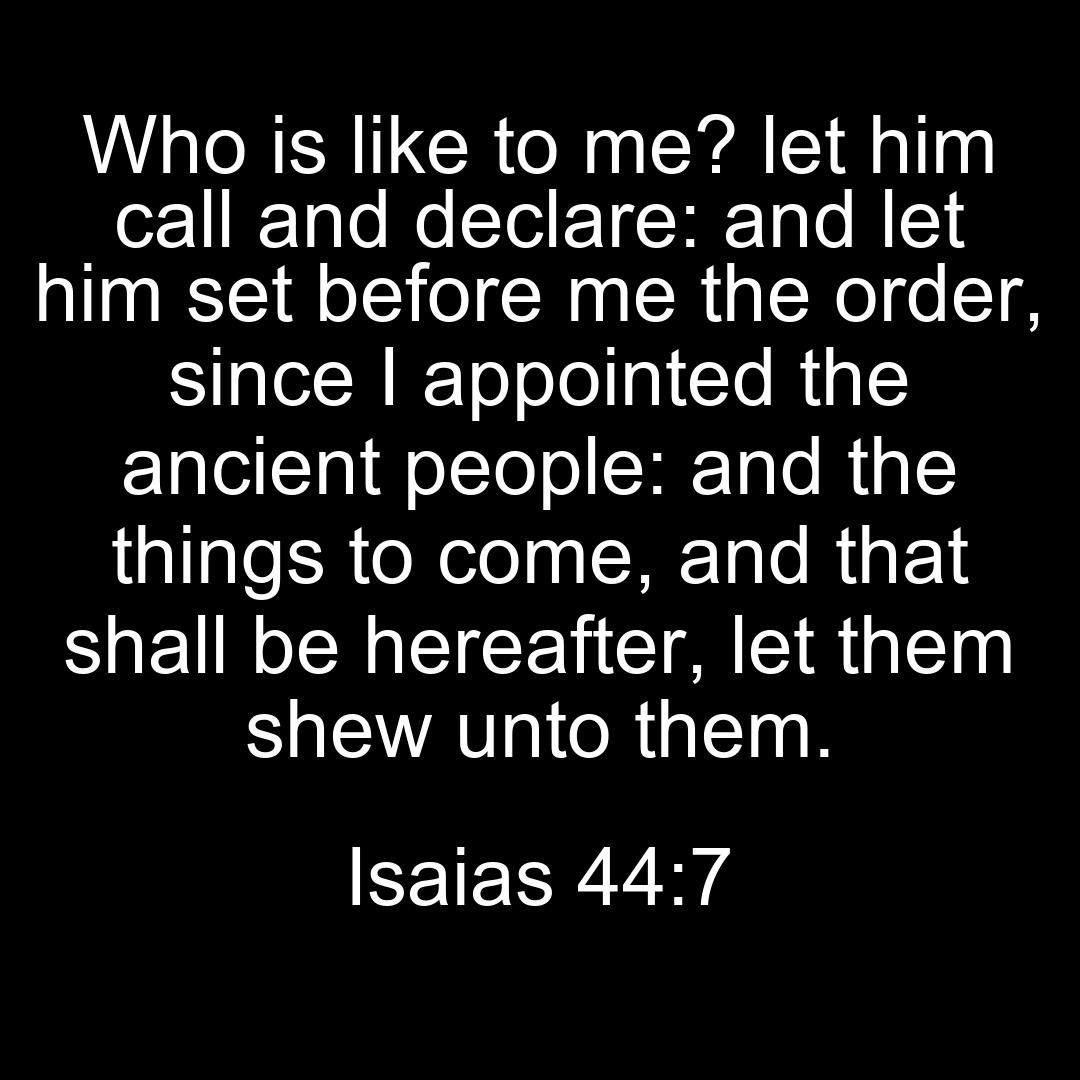 Who is like to me? let him
call and declare: and let
him set before me the order,
since I appointed the
ancient people: and the
things to come, and that
shall be hereafter, let them
shew unto them.
Isaias 44:7